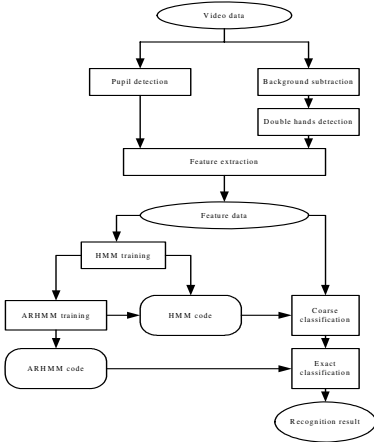 Video data
Pupil detection
Background subtraction
Double hands detection
Feature extraction
Feature data
HMM training
ARHMM training
HMM code
Coarse
classification
ARHMM code
Exact
classification
Recognition result